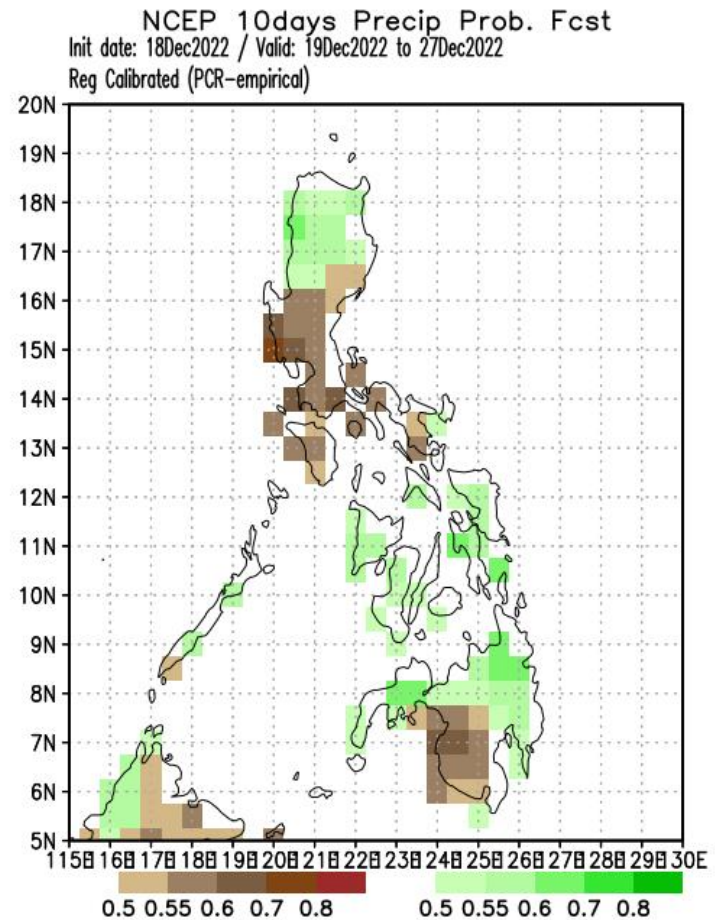 NCEP 10days Precip Prob. Fcst
Init date: 18Dec2022 / Valid: 19Dec2022 to 27Dec2022
Reg Calibrated (PCR-empirical)
20N
19N
18N
17N
16N
15N
14N
13N
12N
11N
10N
9N
8N
7N
6N
5N
115E 116E 117E 118E 119E 120E 121E 122E 123E 124E 125E 126E 127E 128E 129E 130E
0.5 0.55 0.6 0.7 0.8 0.5 0.55 0.6 0.7 0.8